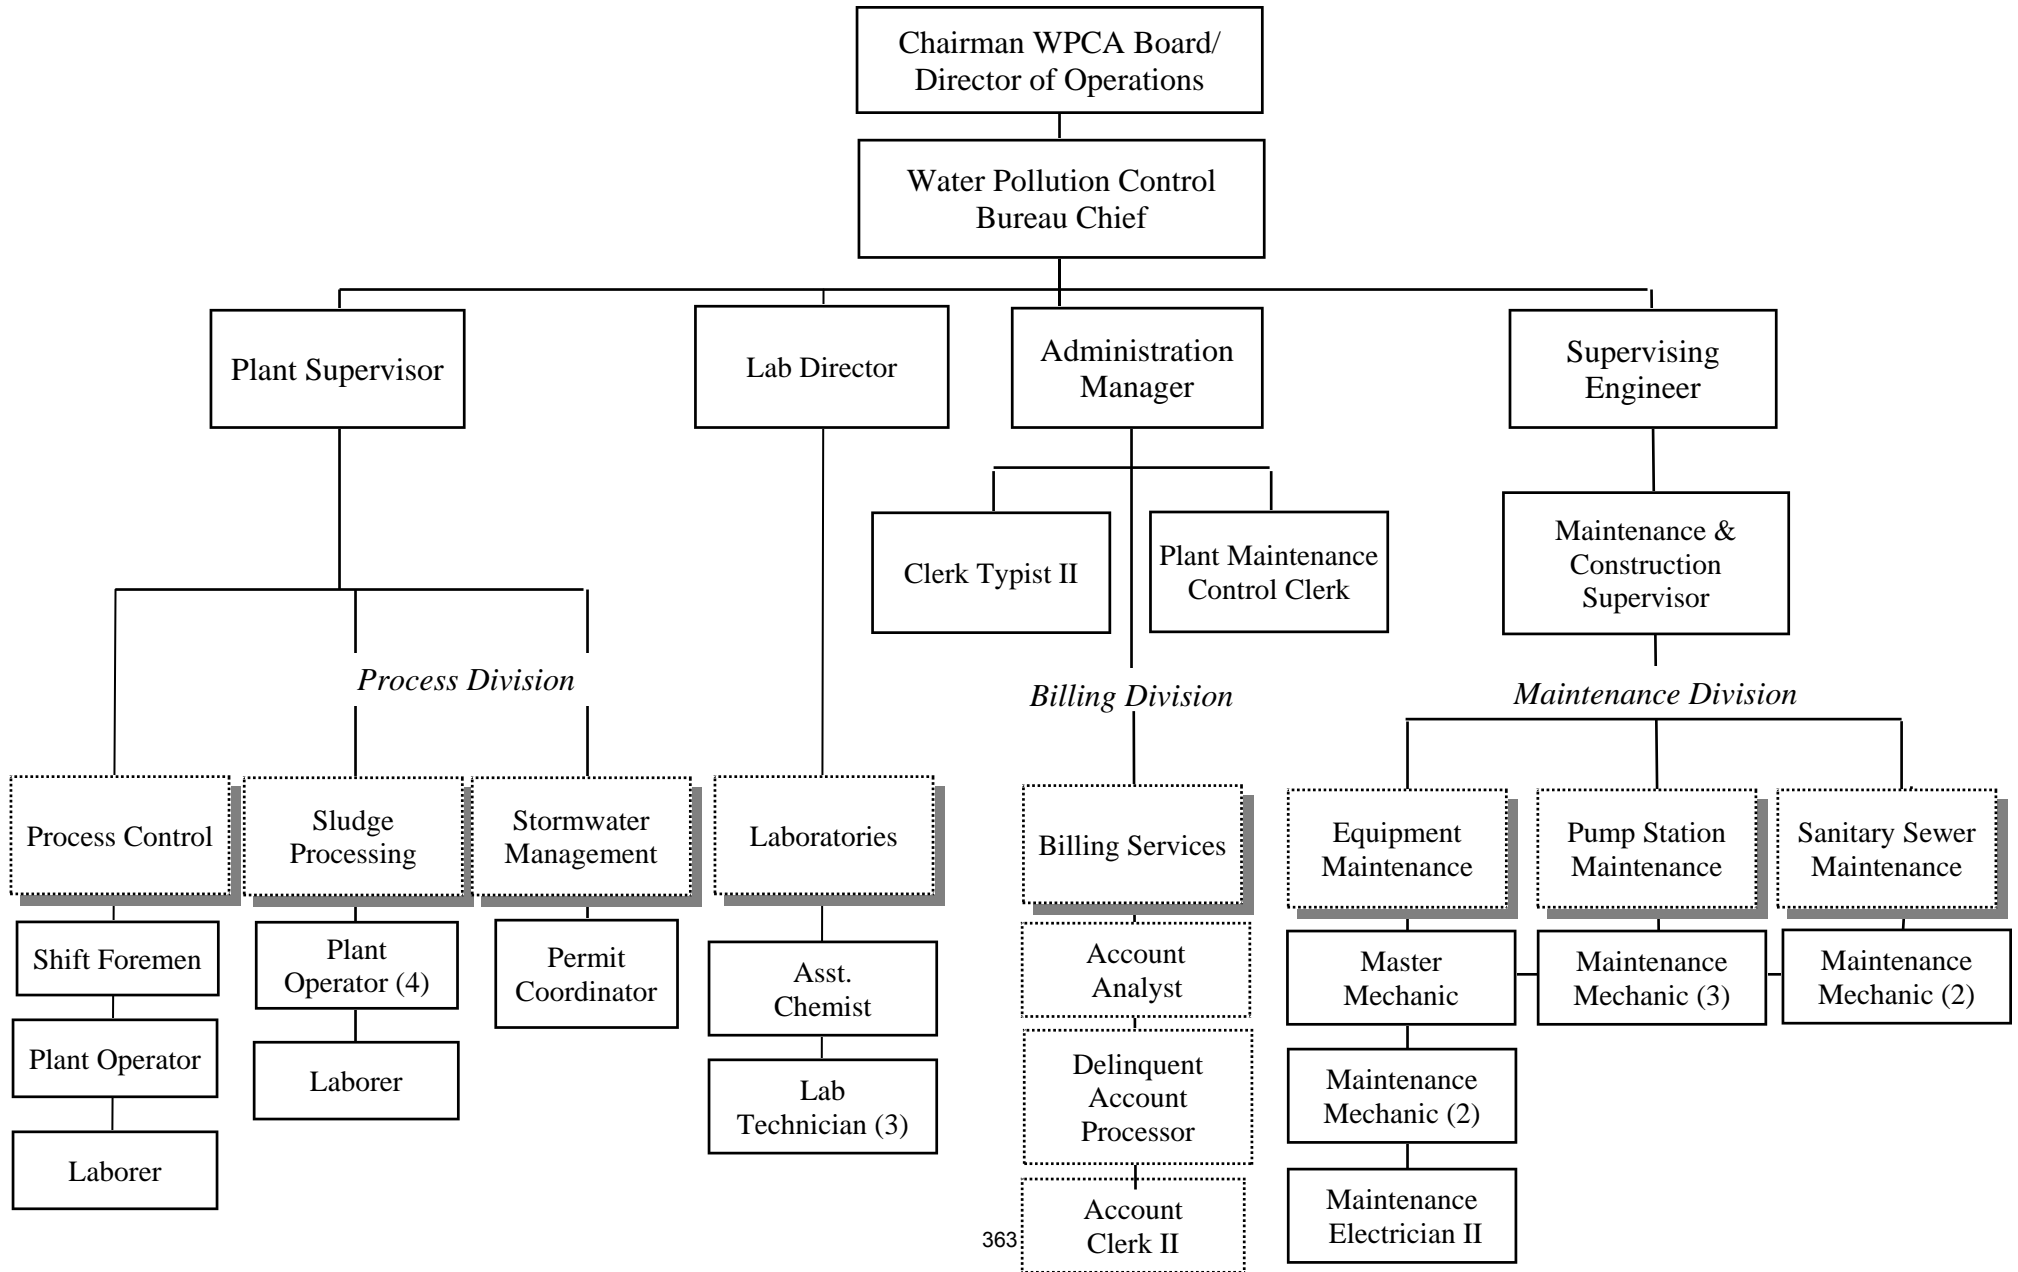 Chairman WPCA Board/
Director of Operations
Water Pollution Control
Bureau Chief
Plant Supervisor
Lab Director
Administration
Manager
Supervising
Engineer
Clerk Typist II
Plant Maintenance
Control Clerk
Maintenance &
Construction
Supervisor
Process Division
Billing Division
Maintenance Division
Process Control
Sludge
Processing
Stormwater
Management
Laboratories
Billing Services
Equipment
Maintenance
Pump Station
Maintenance
Sanitary Sewer
Maintenance
Shift Foremen
Plant
Operator (4)
Permit
Coordinator
Asst.
Chemist
Account
Analyst
Master
Mechanic
Maintenance
Mechanic (3)
Maintenance
Mechanic (2)
Plant Operator
Laborer
Lab
Technician (3)
Delinquent
Account
Processor
Maintenance
Mechanic (2)
Laborer
Account
Clerk II
Maintenance
Electrician II
363